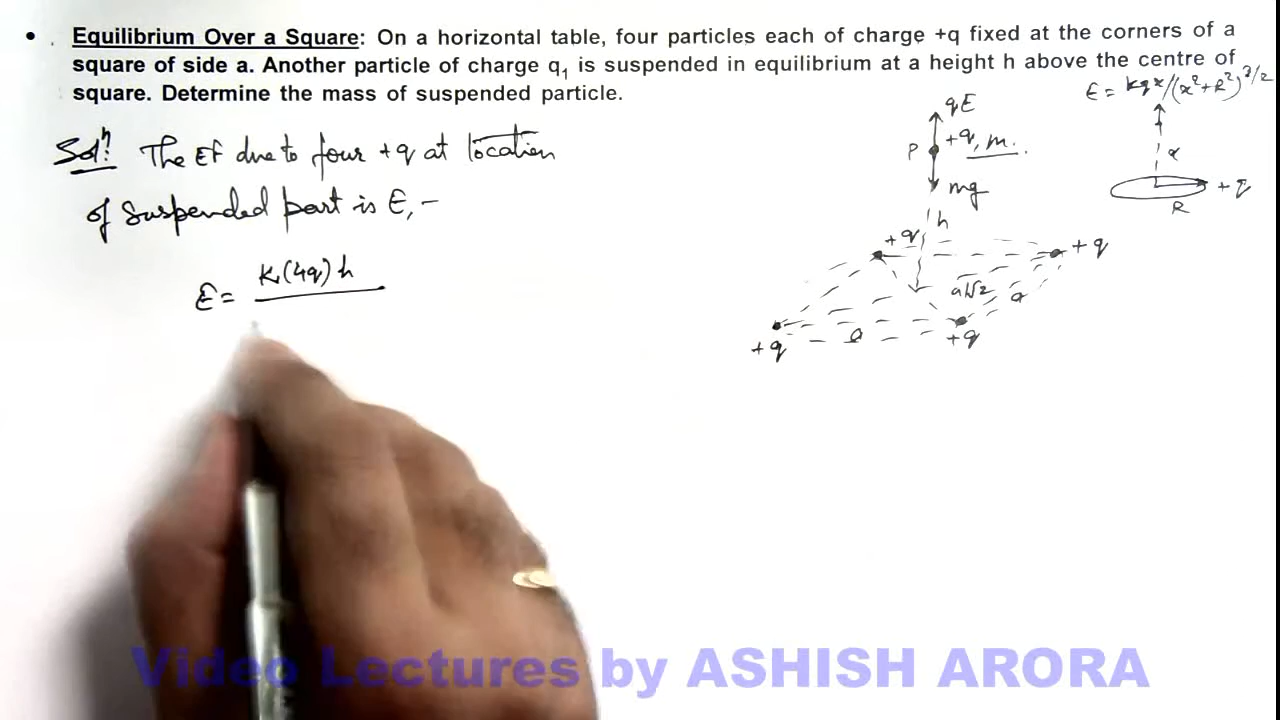 • Equilibrium Over a Square: On a horizontal table, four particles each of charge +q fixed at the corners of a
square of side a. Another particle of charge q₁ is suspended in equilibrium at a height h above the centre of
square. Determine the mass of suspended particle.
E = kqx/(x²+R²)^3/2
qE
Solⁿ: The EF due to four +q at location
P +q, m.
x
mg
+q
R
of Suspended part is E, –
h
+q
+q
K(4q)h
E =
a/√2
a
+q
a
+q
Video Lectures by ASHISH ARORA